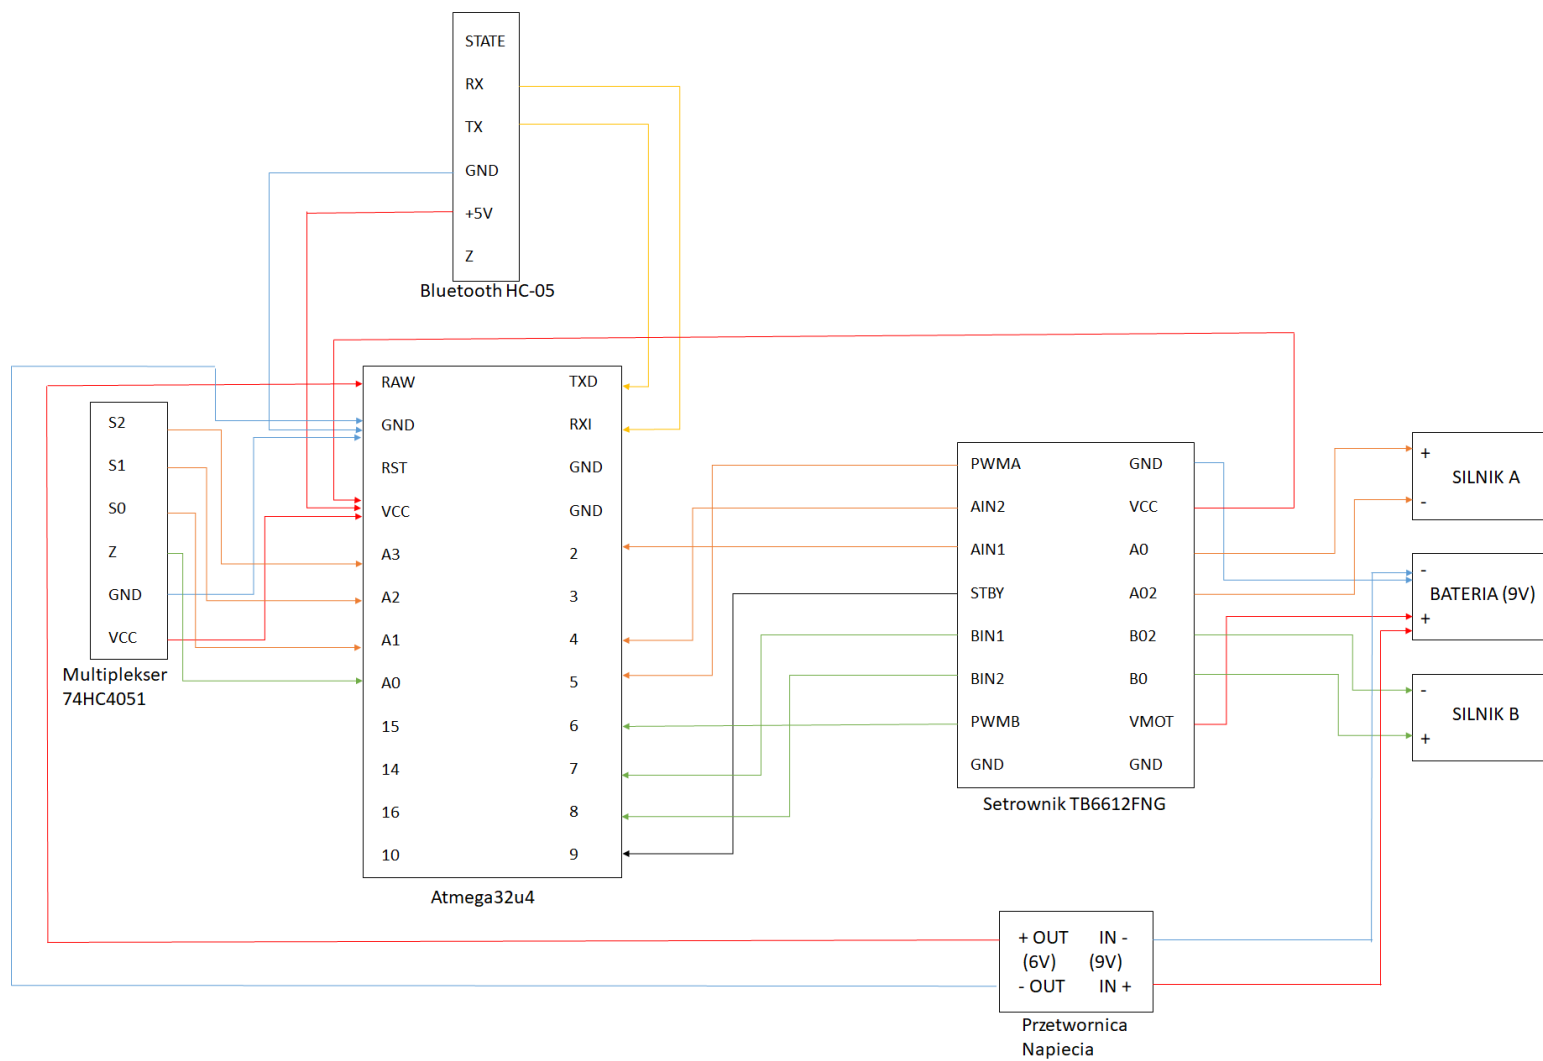 STATE
RX
TX
GND
+5V
Z
Bluetooth HC-05
S2
S1
S0
Z
GND
VCC
Multiplekser
74HC4051
RAW
GND
RST
VCC
A3
A2
A1
A0
15
14
16
10
TXD
RXI
GND
GND
2
3
4
5
6
7
8
9
Atmega32u4
PWMA
AIN2
AIN1
STBY
BIN1
BIN2
PWMB
GND
GND
VCC
A0
A02
B02
B0
VMOT
GND
Setrownik TB6612FNG
+
SILNIK A
-
-
BATERIA (9V)
+
-
SILNIK B
+
+ OUT IN -
(6V) (9V)
- OUT IN +
Przetwornica
Napiecia